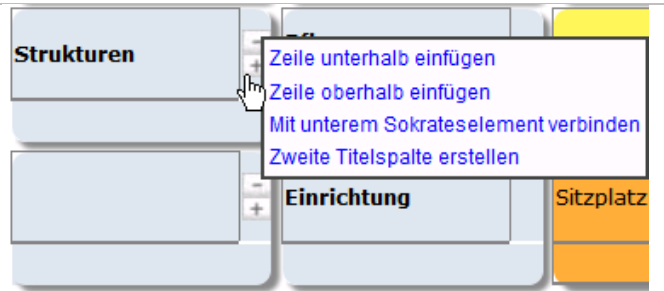 Strukturen
Zeile unterhalb einfügen
Zeile oberhalb einfügen
Mit unterem Sokrateselement verbinden
Zweite Titelspalte erstellen
Einrichtung
Sitzplatz